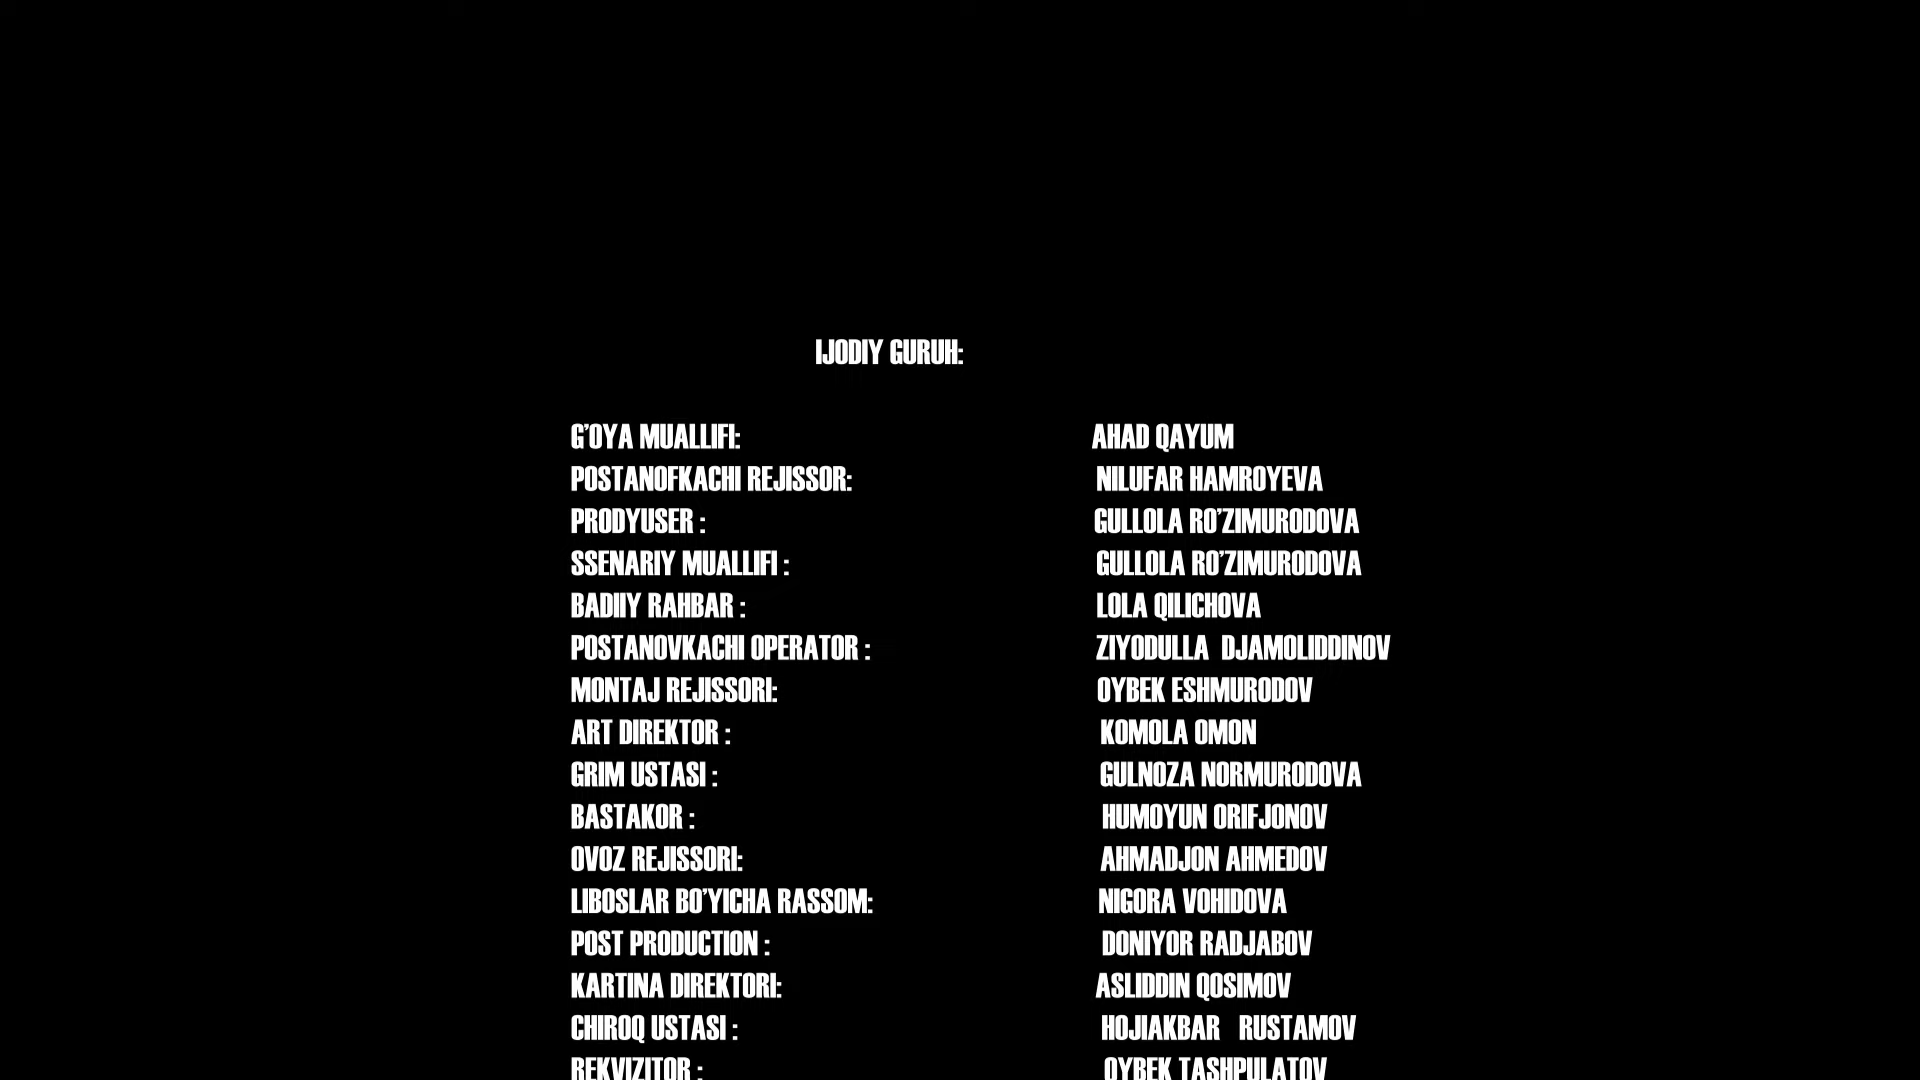 IJODIY GURUH:
G'OYA MUALLIFI: AHAD QAYUM
POSTANOFKACHI REJISSOR: NILUFAR HAMROYEVA
PRODYUSER : GULLOLA RO'ZIMURODOVA
SSENARIY MUALLIFI : GULLOLA RO'ZIMURODOVA
BADIIY RAHBAR : LOLA QILICHOVA
POSTANOVKACHI OPERATOR : ZIYODULLA DJAMOLIDDINOV
MONTAJ REJISSORI: OYBEK ESHMURODOV
ART DIREKTOR : KOMOLA OMON
GRIM USTASI : GULNOZA NORMURODOVA
BASTAKOR : HUMOYUN ORIFJONOV
OVOZ REJISSORI: AHMADJON AHMEDOV
LIBOSLAR BO'YICHA RASSOM: NIGORA VOHIDOVA
POST PRODUCTION : DONIYOR RADJABOV
KARTINA DIREKTORI: ASLIDDIN QOSIMOV
CHIROQ USTASI : HOJIAKBAR RUSTAMOV
REKVIZITOR : OYBEK TASHPULATOV